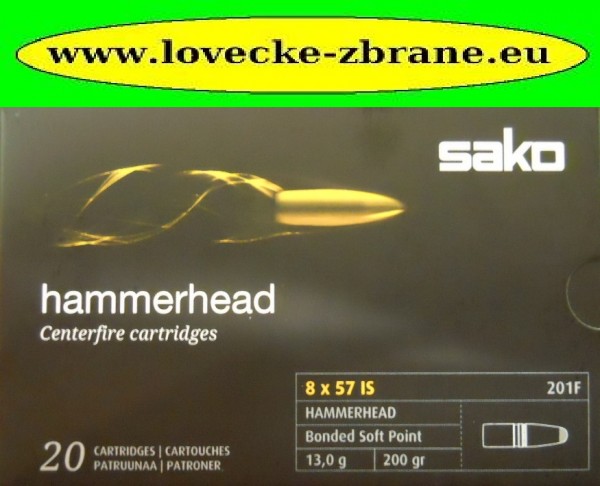 www.lovecke-zbrane.eu
sako
hammerhead
Centerfire cartridges
8 x 57 IS 201F
HAMMERHEAD
Bonded Soft Point
13,0 g 200 gr
20 CARTRIDGES | CARTOUCHES
PATRUUNAA | PATRONER